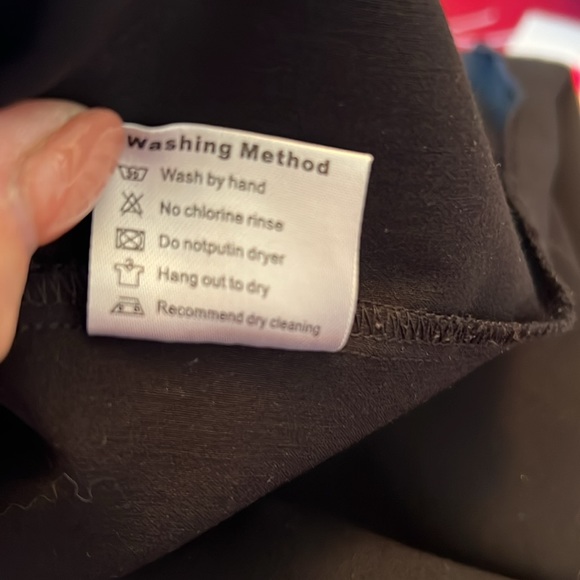 Washing Method
Wash by hand
No chlorine rinse
Do notputin dryer
Hang out to dry
Recommend dry cleaning